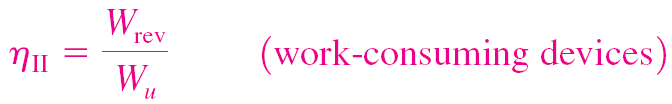 η_II = W_rev / W_u (work-consuming devices)